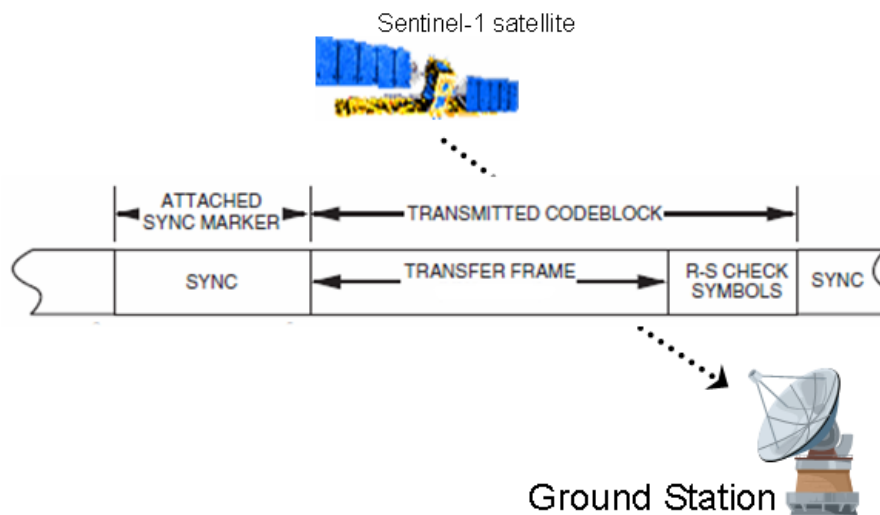 Sentinel-1 satellite
ATTACHED
SYNC MARKER
TRANSMITTED CODEBLOCK
SYNC
TRANSFER FRAME
R-S CHECK
SYMBOLS
SYNC
Ground Station